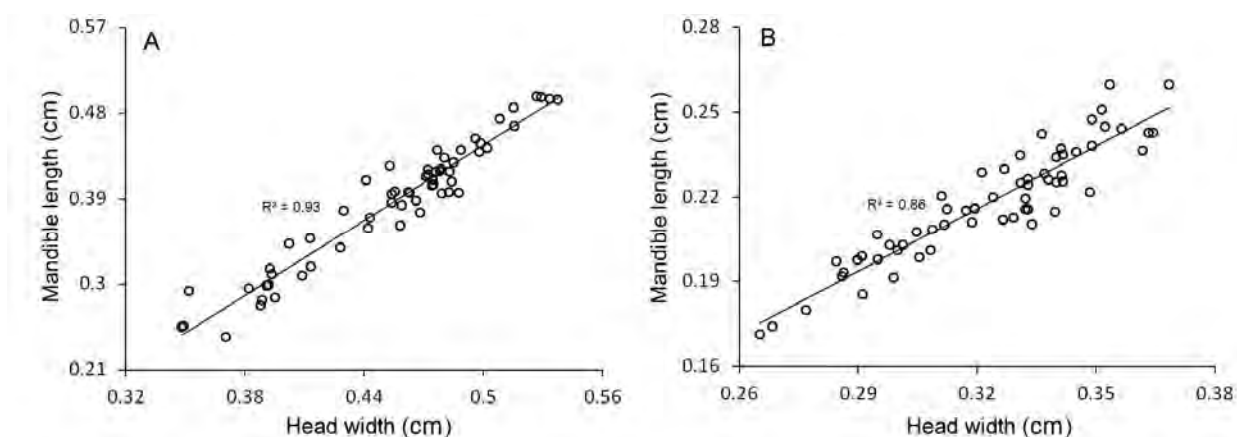 A
Mandible length (cm)
0.57
0.48
0.39
0.3
0.21
R² ± 0.93
0.32 0.38 0.44 0.5 0.56
Head width (cm)
B
Mandible length (cm)
0.28
0.25
0.22
0.19
0.16
R² ± 0.86
0.26 0.29 0.32 0.35 0.38
Head width (cm)